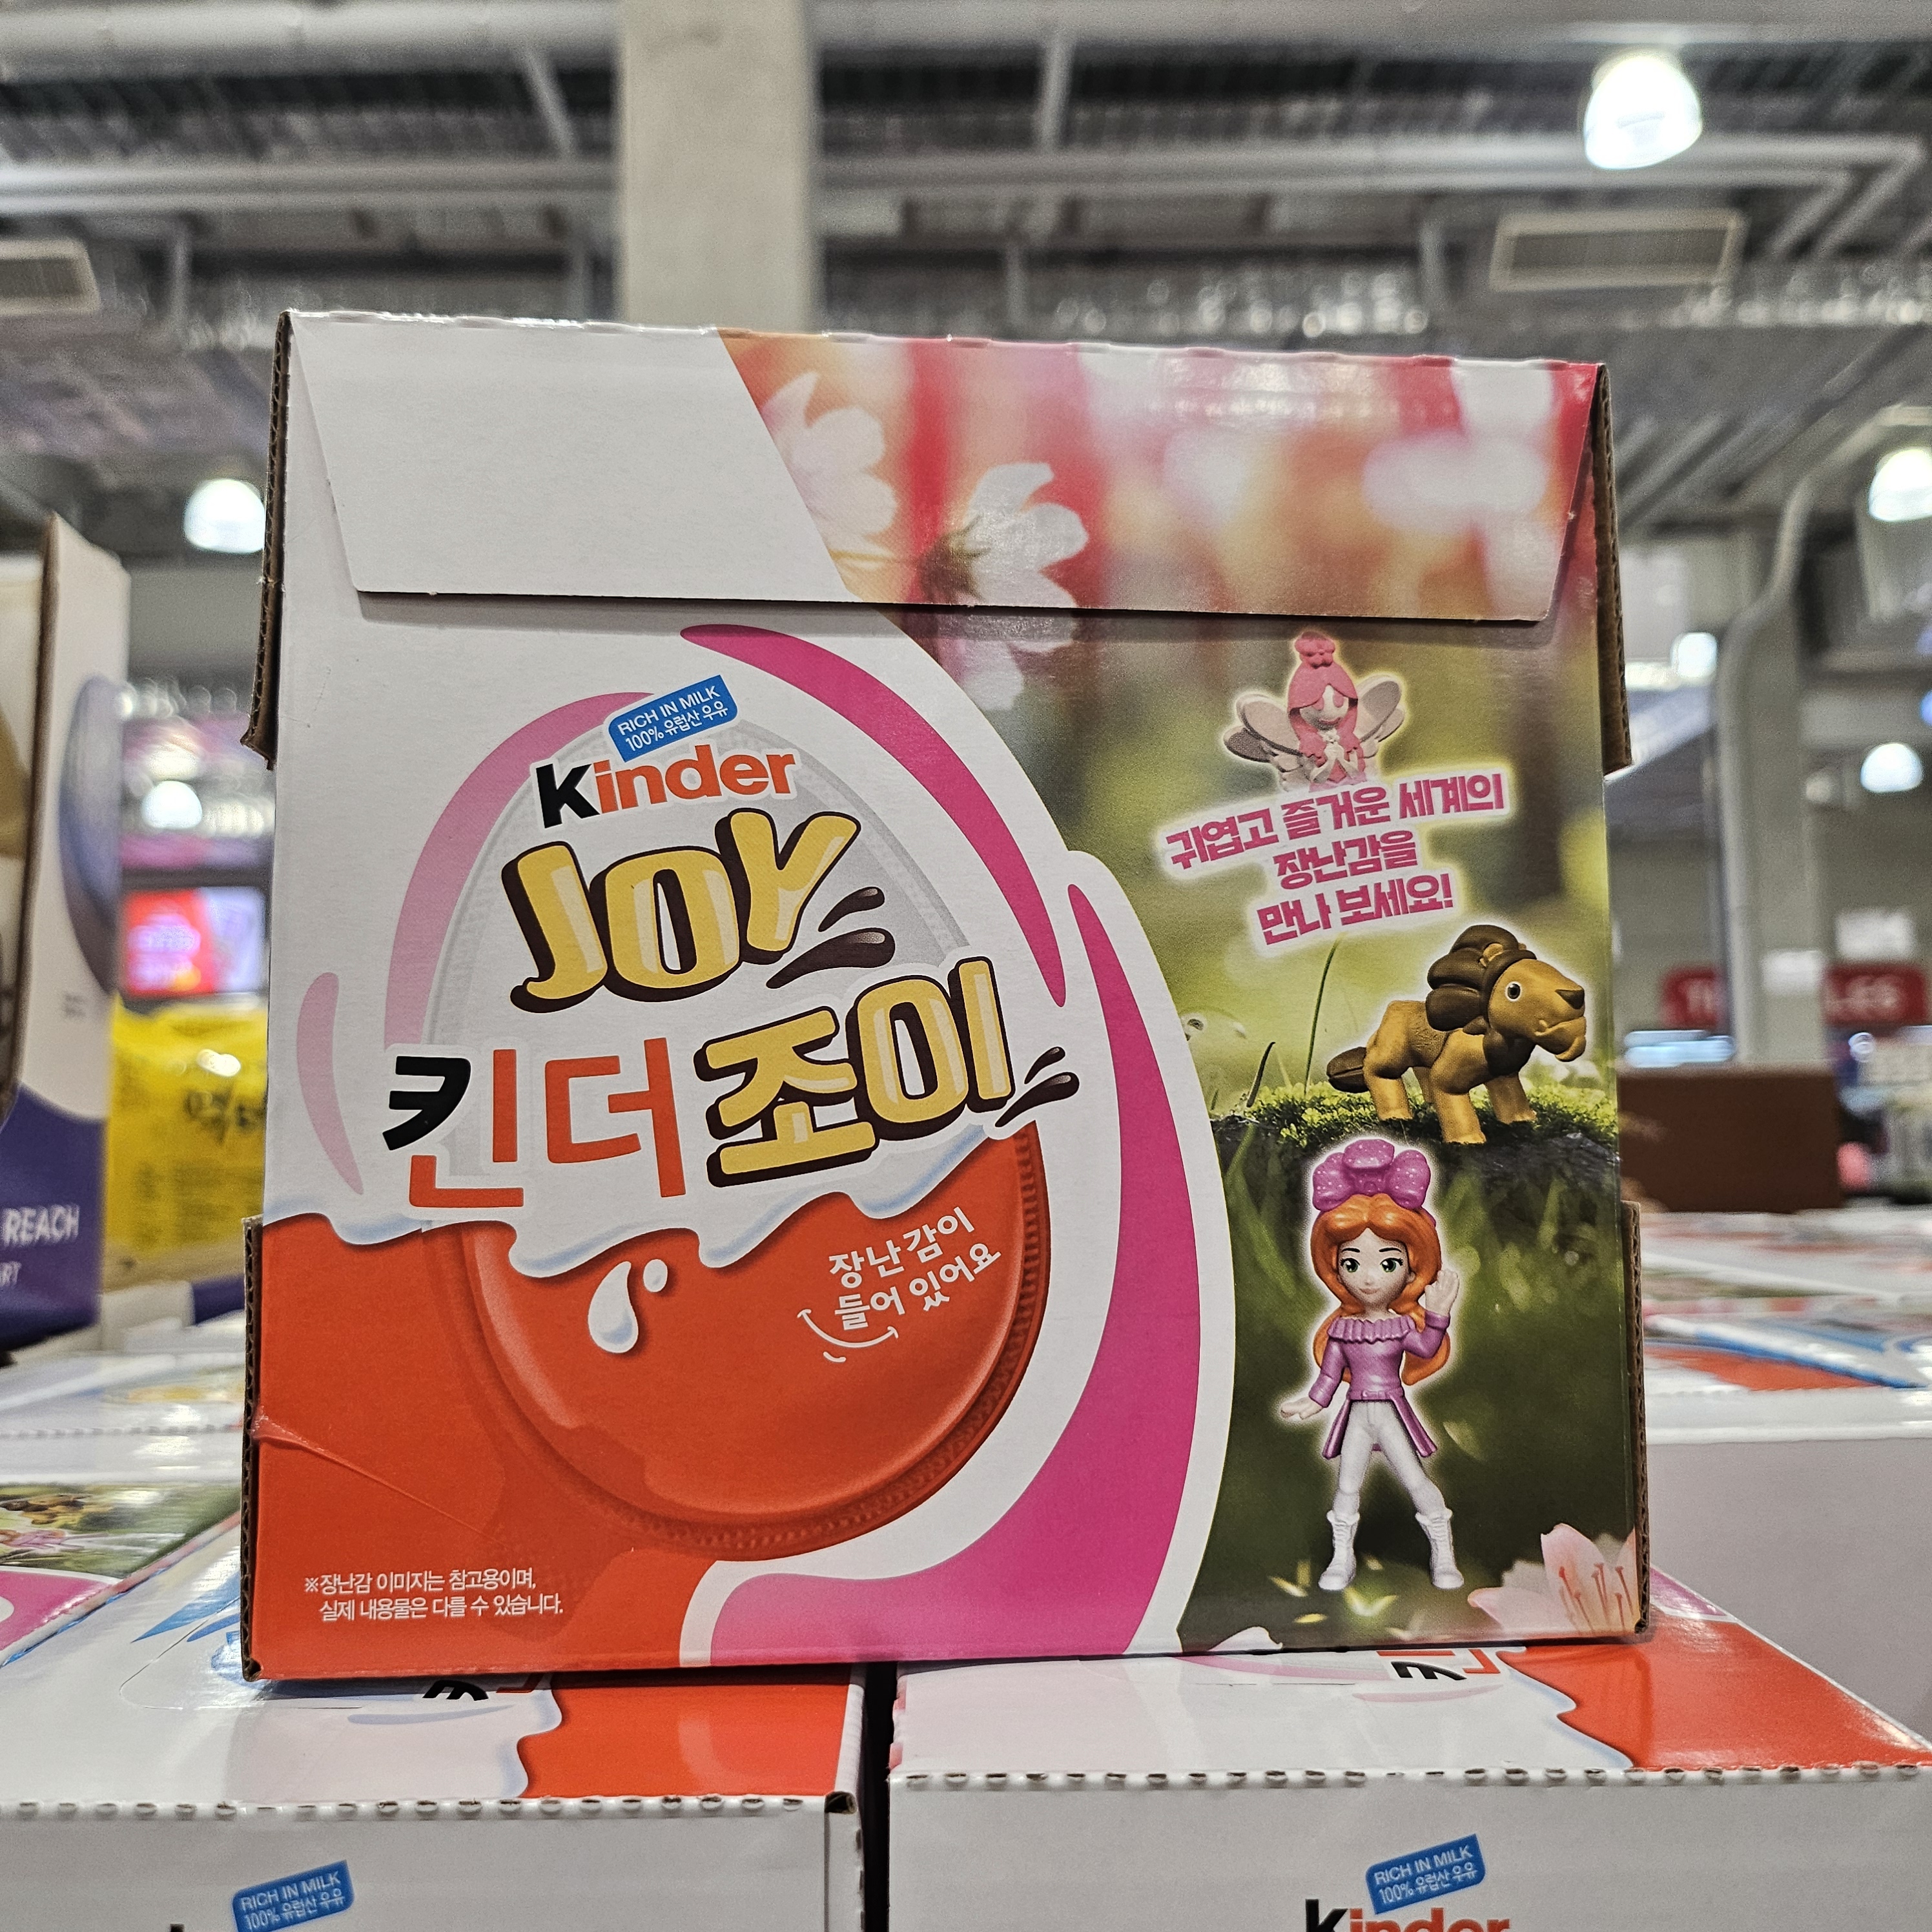 RICH IN MILK
100% 유럽산 우유
Kinder
JOY
킨더 조이
장난감이
들어 있어요
귀엽고 즐거운 세계의
장난감을
만나 보세요!
※장난감 이미지는 참고용이며,
실제 내용물은 다를 수 있습니다.
REACH
RICH IN MILK
100% 유럽산 우유
RICH IN MILK
100% 유럽산 우유
Kinder